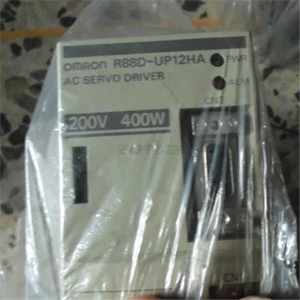 omron R88D-UP12HA
PWR
AC SERVO DRIVER
ALM
CN3
200V 400W
CN1